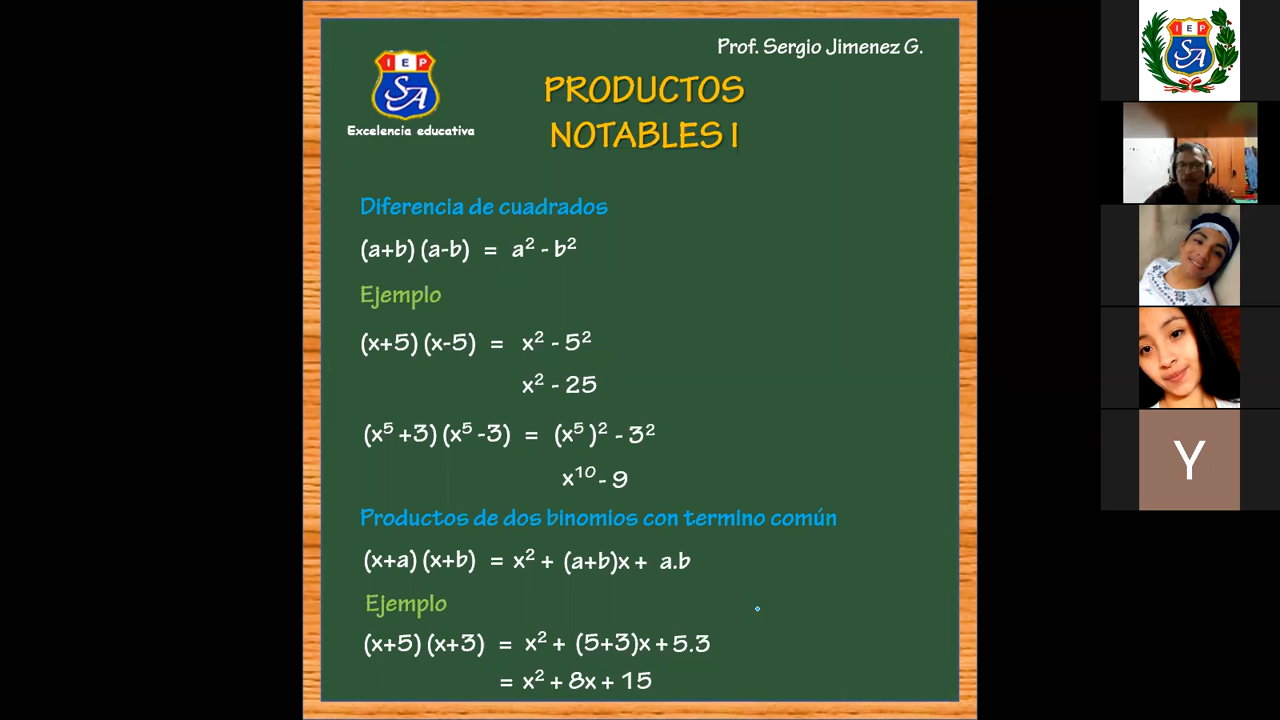 Prof. Sergio Jimenez G.
I E P
SA
Excelencia educativa
PRODUCTOS
NOTABLES I
Diferencia de cuadrados
(a+b) (a-b) = a² - b²
Ejemplo
(x+5) (x-5) = x² - 5²
x² - 25
(x⁵ +3) (x⁵ -3) = (x⁵ )² - 3²
x¹⁰ - 9
Productos de dos binomios con termino común
(x+a) (x+b) = x² + (a+b)x + a.b
Ejemplo
(x+5) (x+3) = x² + (5+3)x + 5.3
= x² + 8x + 15
I E P
SA
Y